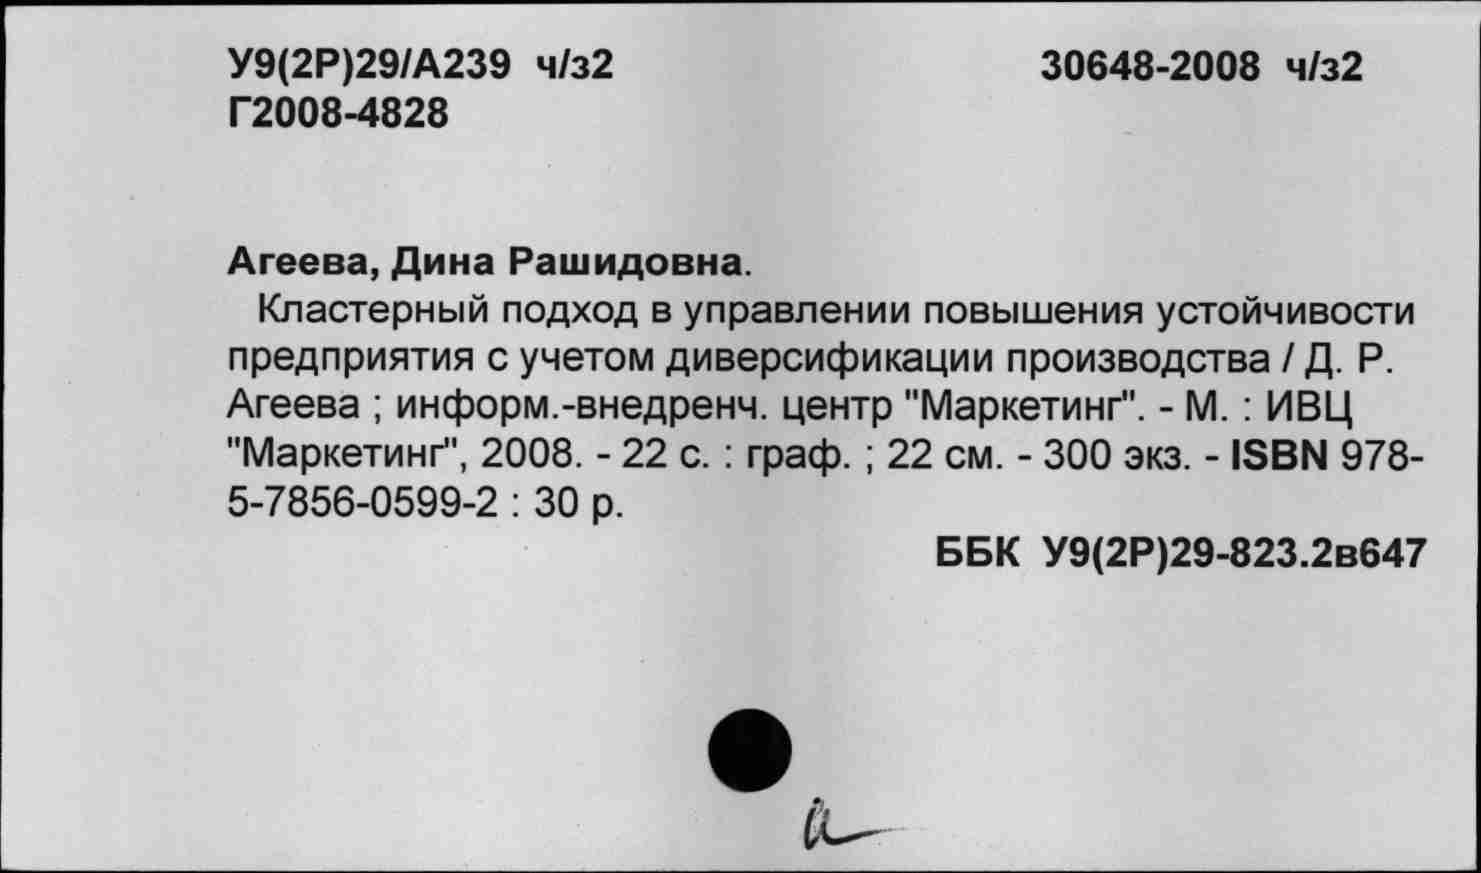 У9(2Р)29/А239 ч/з2 30648-2008 ч/з2
Г2008-4828
Агеева, Дина Рашидовна.
Кластерный подход в управлении повышения устойчивости
предприятия с учетом диверсификации производства / Д. Р.
Агеева ; информ.-внедренч. центр "Маркетинг". - М. : ИВЦ
"Маркетинг", 2008. - 22 с. : граф. ; 22 см. - 300 экз. - ISBN 978-
5-7856-0599-2 : 30 р.
ББК У9(2Р)29-823.2в647